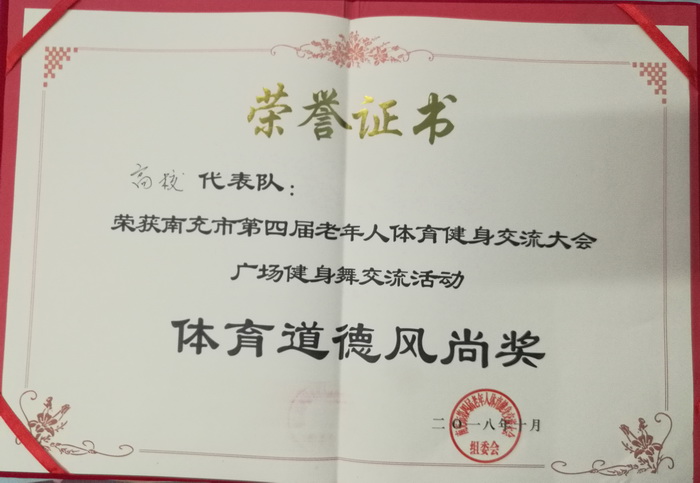 荣誉证书
高校 代表队：
荣获南充市第四届老年人体育健身交流大会
广场健身舞交流活动
体育道德风尚奖
二〇一八年十月
组委会